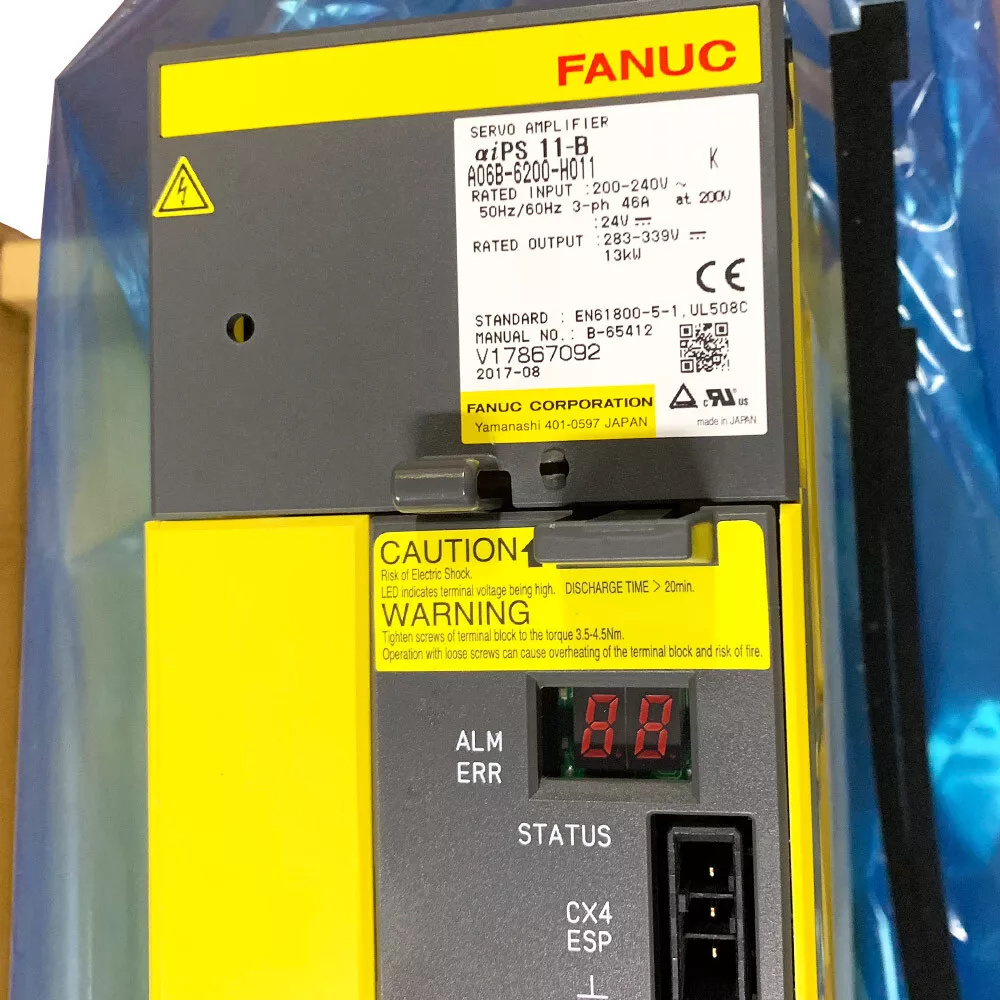 FANUC
SERVO AMPLIFIER
αiPS 11-B
A06B-6200-H011 K
RATED INPUT :200-240V ~
50Hz/60Hz 3-ph 46A at 200V
:24V ⎓
RATED OUTPUT :283-339V ⎓
13kW
CE
STANDARD : EN61800-5-1,UL508C
MANUAL NO.: B-65412
V17867092
2017-08
FANUC CORPORATION
Yamanashi 401-0597 JAPAN
c RU us
made in JAPAN
CAUTION
Risk of Electric Shock.
LED indicates terminal voltage being high. DISCHARGE TIME > 20min.
WARNING
Tighten screws of terminal block to the torque 3.5-4.5Nm.
Operation with loose screws can cause overheating of the terminal block and risk of fire.
88
ALM
ERR
STATUS
CX4
ESP